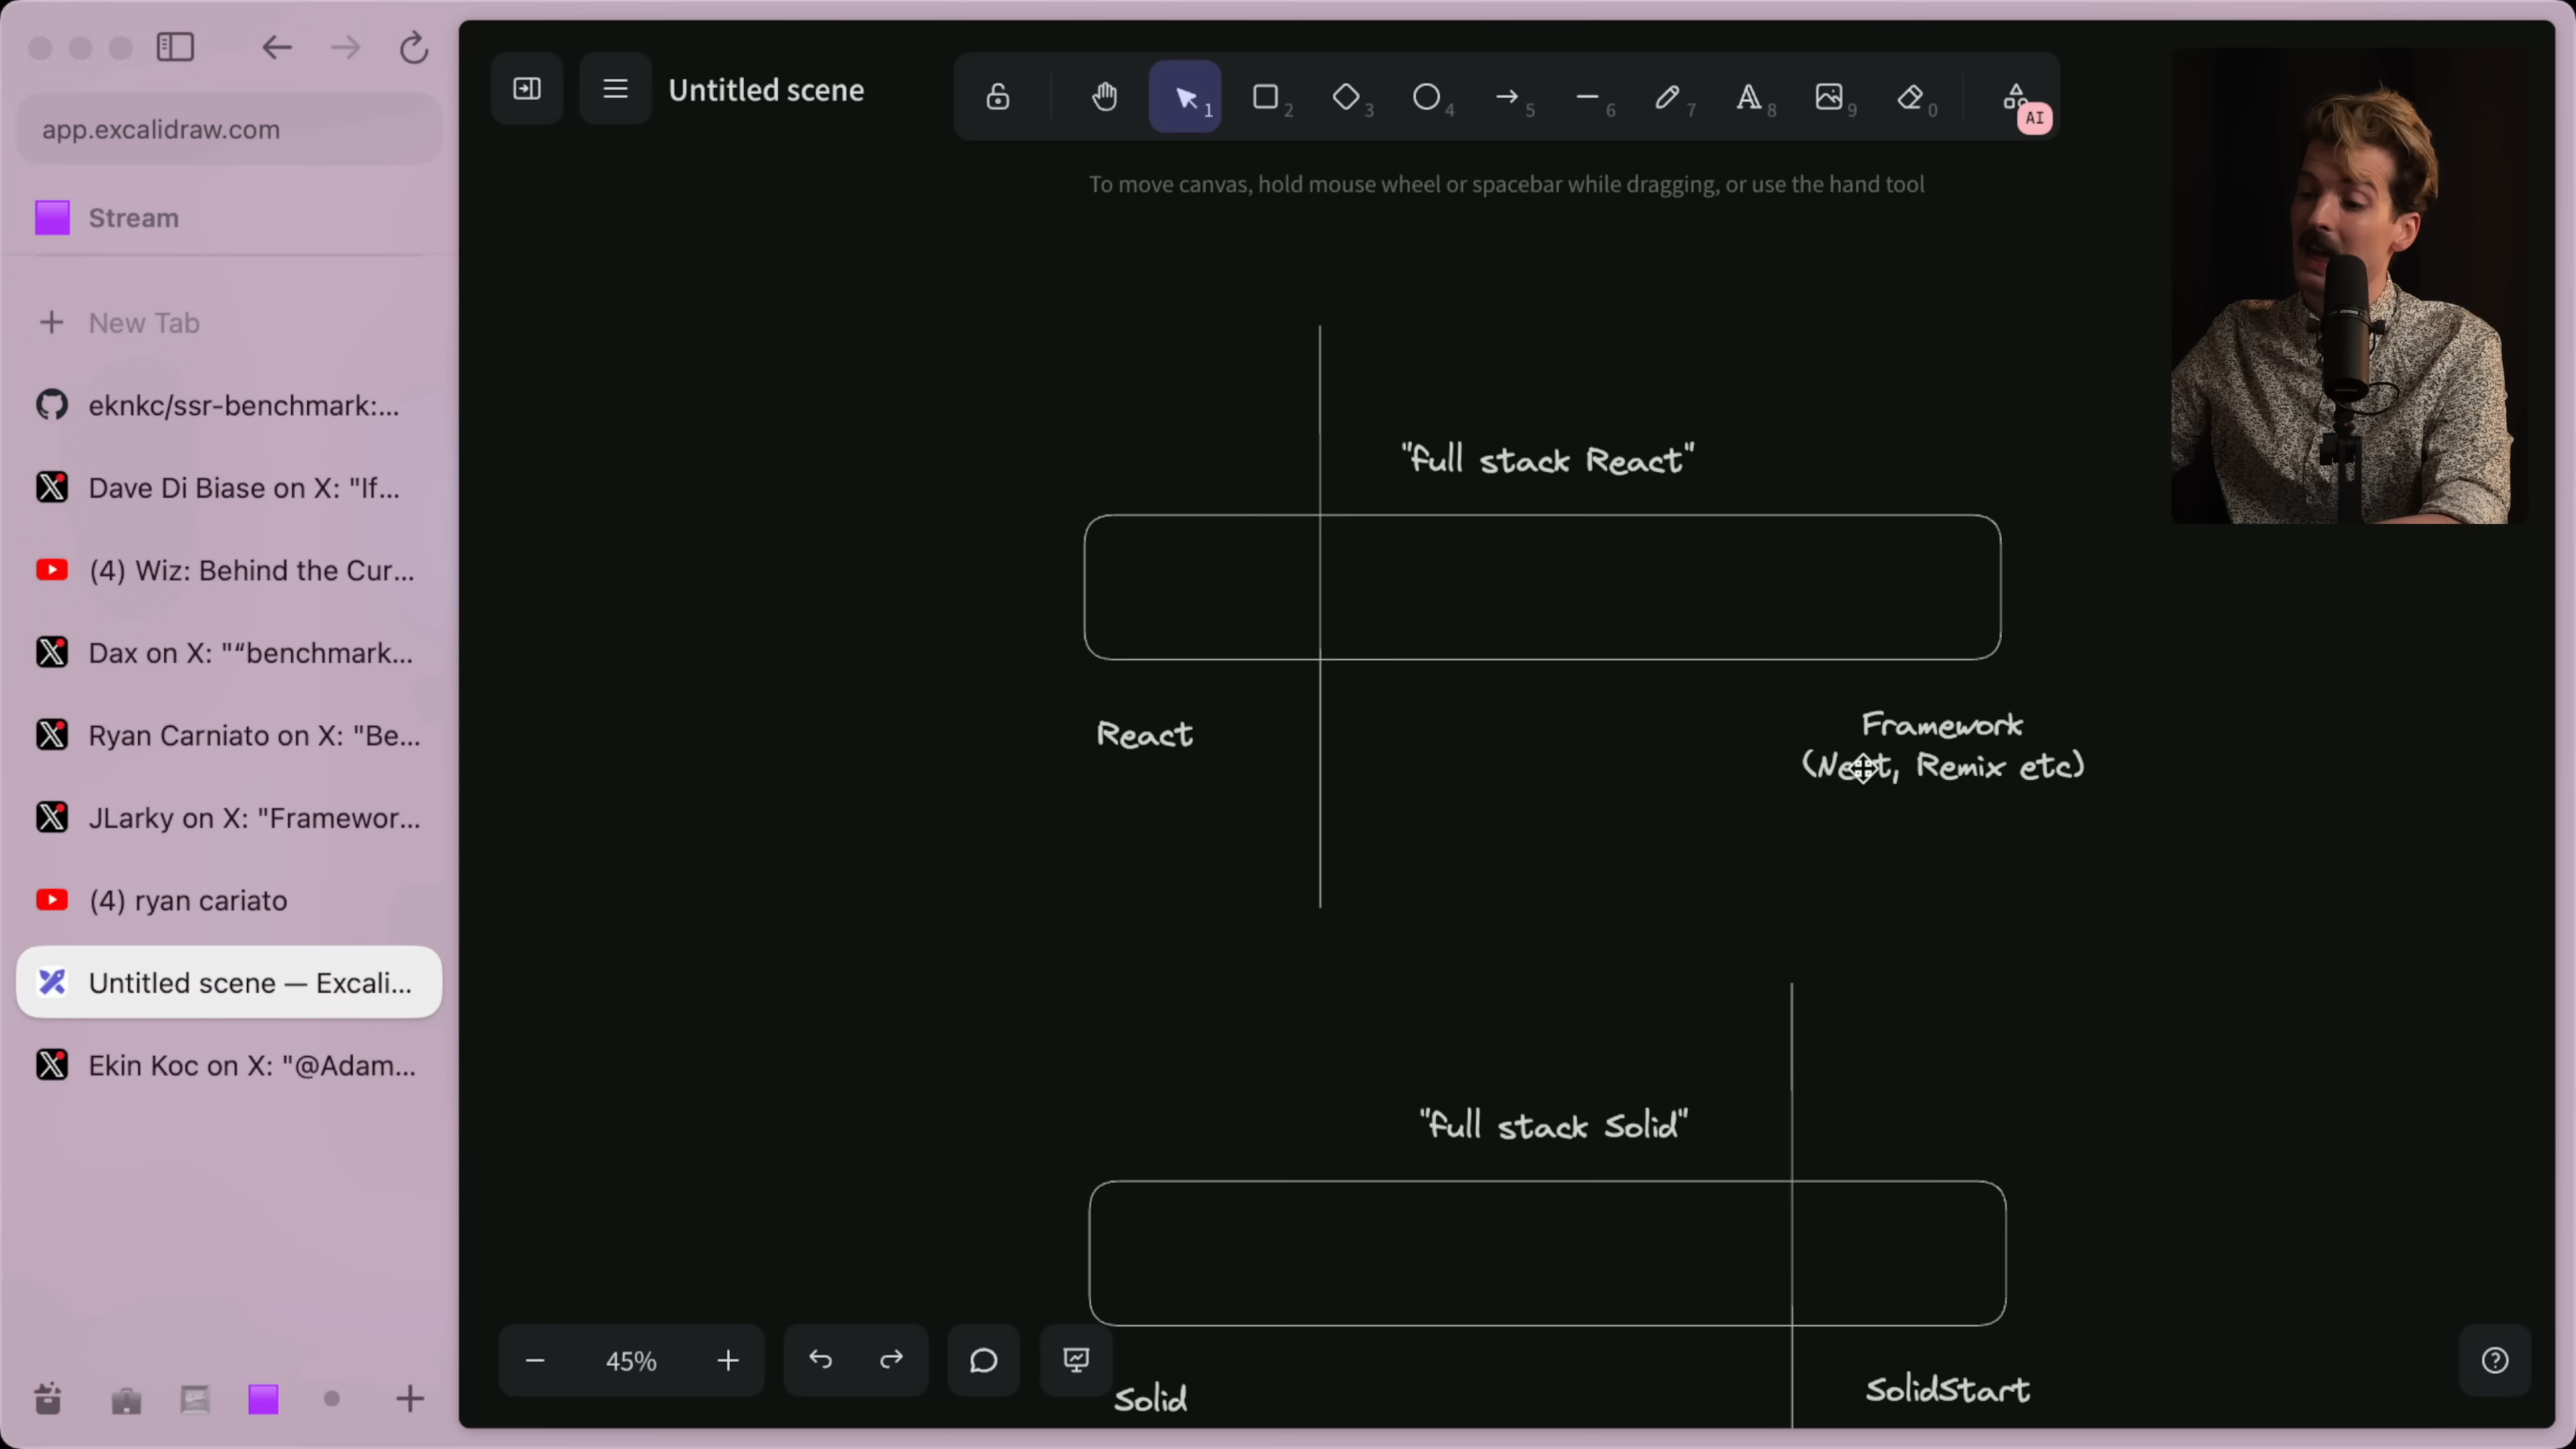 app.excalidraw.com
Stream
New Tab
eknkc/ssr-benchmark:...
Dave Di Biase on X: "If...
(4) Wiz: Behind the Cur...
Dax on X: "“benchmark...
Ryan Carniato on X: "Be...
JLarky on X: "Framewor...
(4) ryan cariato
Untitled scene — Excali...
Ekin Koc on X: "@Adam...
Untitled scene
1
2
3
4
5
6
7
8
9
0
AI
To move canvas, hold mouse wheel or spacebar while dragging, or use the hand tool
"full stack React"
React
Framework
(Next, Remix etc)
"full stack Solid"
Solid
SolidStart
45%